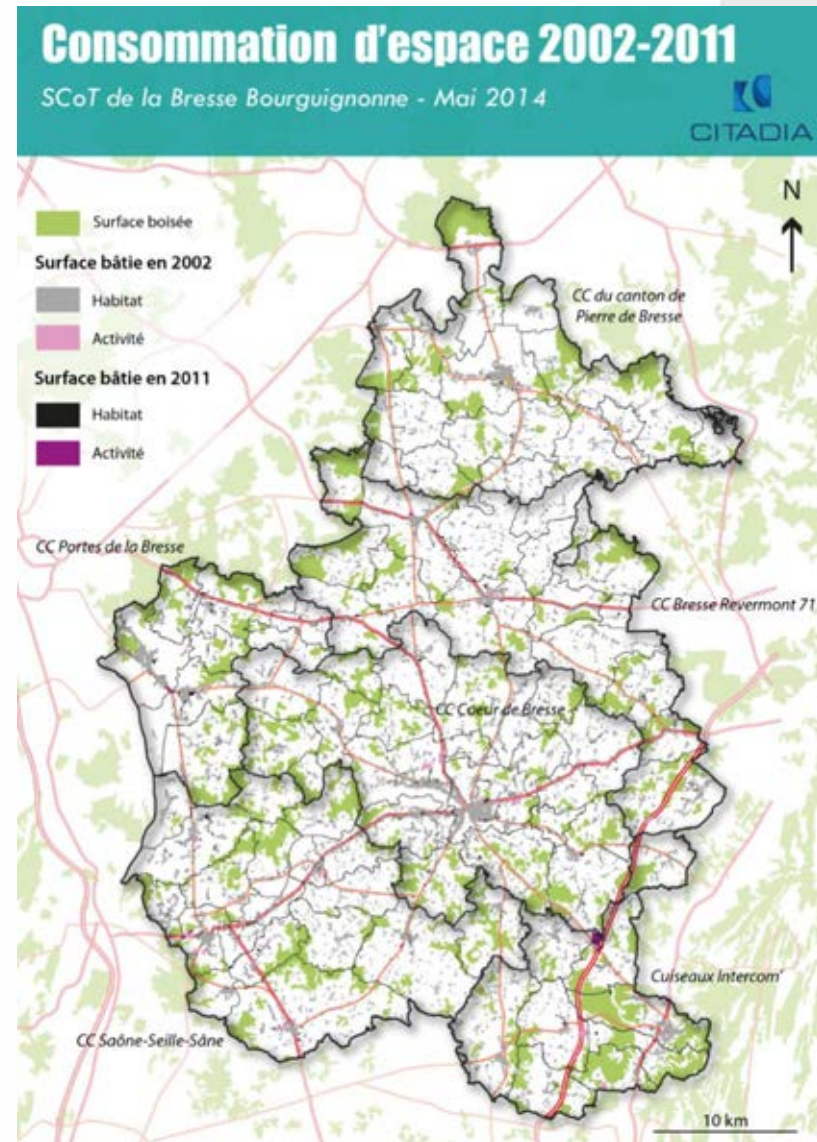 Consommation d'espace 2002-2011
SCoT de la Bresse Bourguignonne - Mai 2014
CITADIA
N
Surface boisée
Surface bâtie en 2002
Habitat
Activité
Surface bâtie en 2011
Habitat
Activité
CC du canton de
Pierre de Bresse
CC Portes de la Bresse
CC Bresse Revermont 71
CC Coeur de Bresse
Cuiseaux Intercom'
CC Saône-Seille-Sâne
10 km